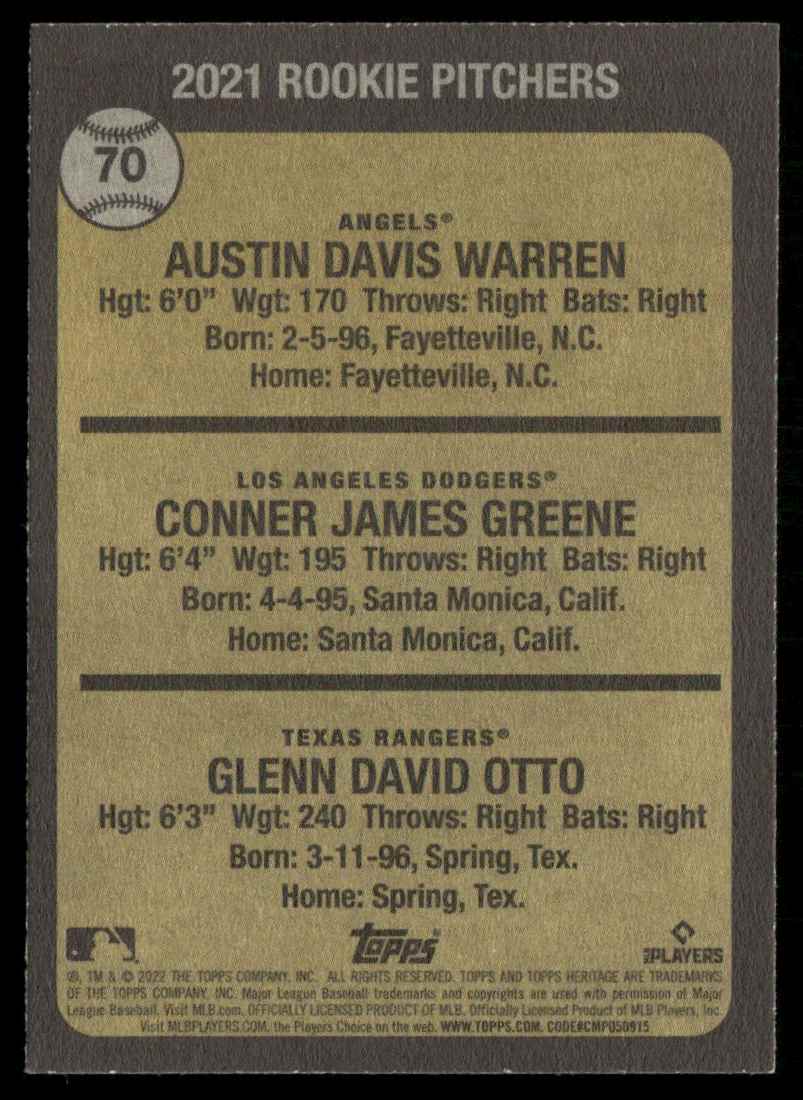 2021 ROOKIE PITCHERS
70
ANGELS®
AUSTIN DAVIS WARREN
Hgt: 6'0" Wgt: 170 Throws: Right Bats: Right
Born: 2-5-96, Fayetteville, N.C.
Home: Fayetteville, N.C.
LOS ANGELES DODGERS®
CONNER JAMES GREENE
Hgt: 6'4" Wgt: 195 Throws: Right Bats: Right
Born: 4-4-95, Santa Monica, Calif.
Home: Santa Monica, Calif.
TEXAS RANGERS®
GLENN DAVID OTTO
Hgt: 6'3" Wgt: 240 Throws: Right Bats: Right
Born: 3-11-96, Spring, Tex.
Home: Spring, Tex.
topps
MLB PLAYERS
®, TM & © 2022 THE TOPPS COMPANY, INC. ALL RIGHTS RESERVED. TOPPS AND TOPPS HERITAGE ARE TRADEMARKS
OF THE TOPPS COMPANY, INC. Major League Baseball trademarks and copyrights are used with permission of Major
League Baseball. Visit MLB.com. OFFICIALLY LICENSED PRODUCT OF MLB Players, Inc.
Visit MLBPLAYERS.COM, the Players Choice on the web. WWW.TOPPS.COM. CODE#CMP050915